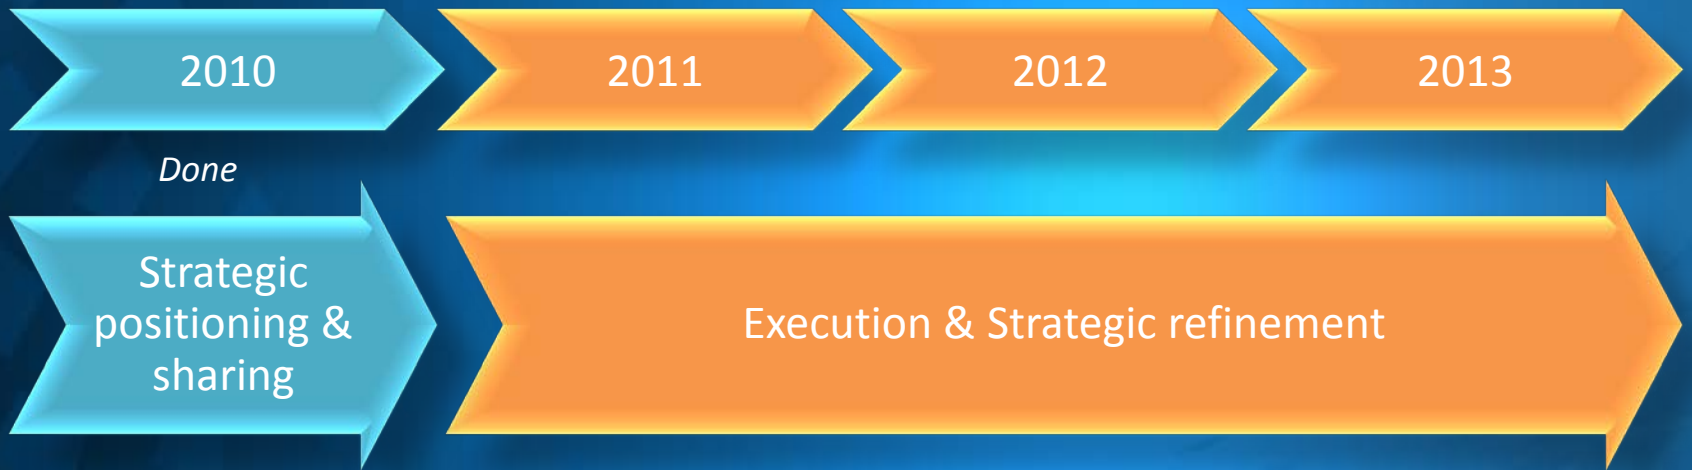 2010
2011
2012
2013
Done
Strategic
positioning &
sharing
Execution & Strategic refinement